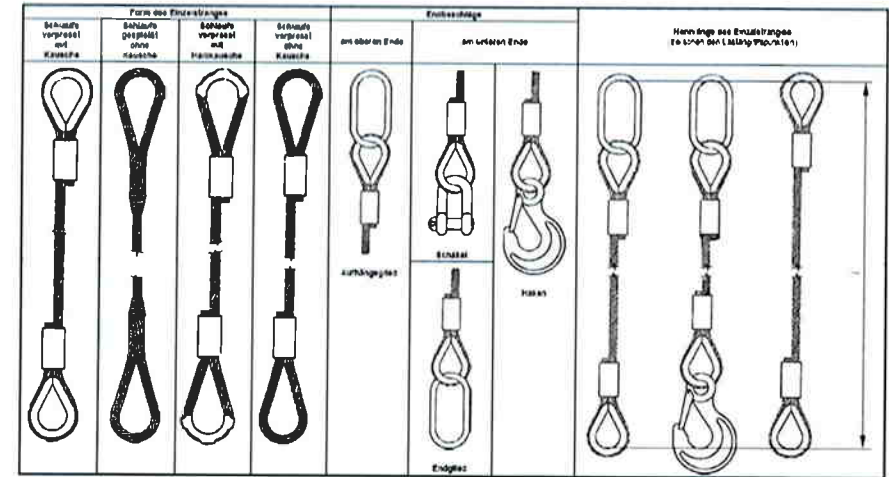 Form des Einzelstranges
Endbeschläge
Nennlänge des Einzelstranges
(zwischen den Lastangriffspunkten)
Schlaufe
verpresst
mit
Kausche
Schlaufe
gespleißt
ohne
Kausche
Schlaufe
verpresst
mit
Halbkausche
Schlaufe
verpresst
ohne
Kausche
am oberen Ende
am unteren Ende
Aufhängeglied
Schäkel
Haken
Endglied
l